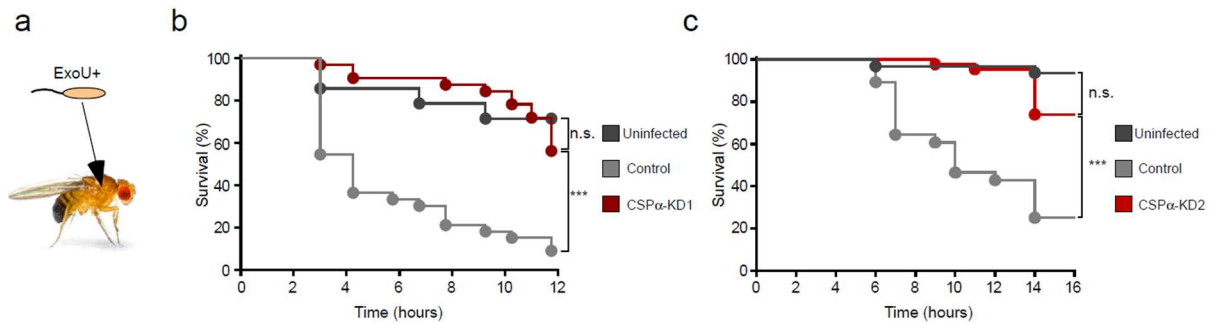 a
ExoU+
b
Survival (%)
100
80
60
40
20
0
0 2 4 6 8 10 12
Time (hours)
n.s.
***
Uninfected
Control
CSPα-KD1
c
Survival (%)
100
80
60
40
20
0
0 2 4 6 8 10 12 14 16
Time (hours)
n.s.
***
Uninfected
Control
CSPα-KD2